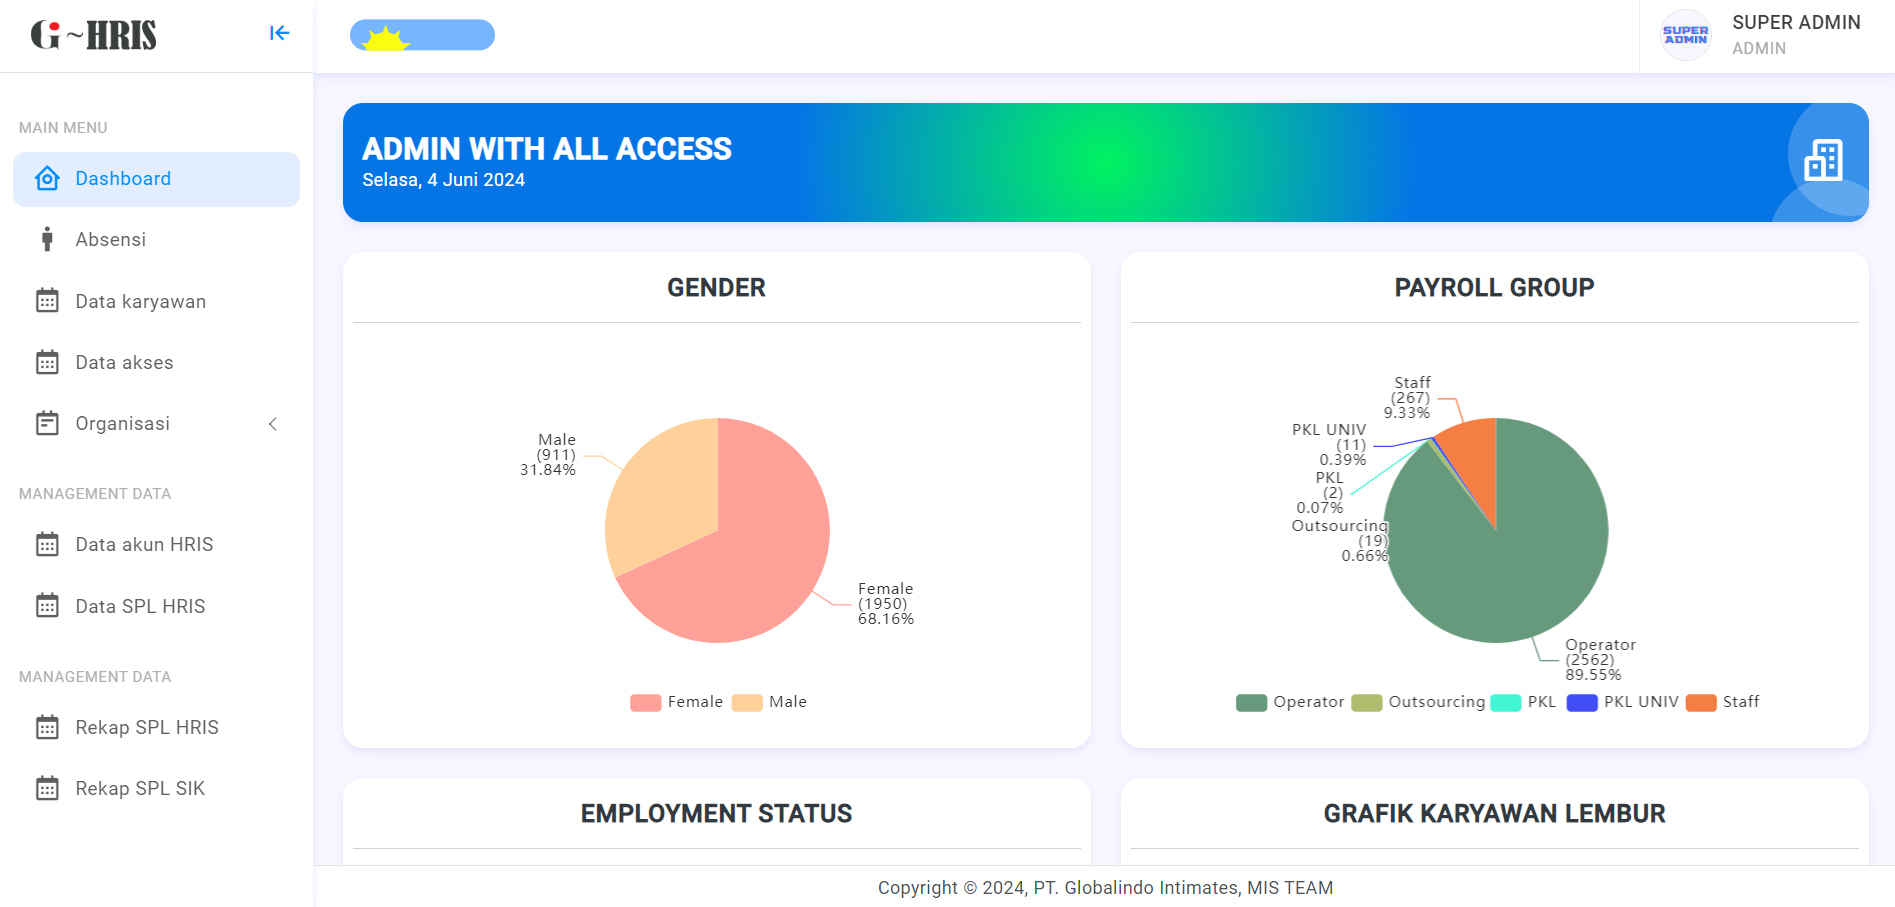 G~HRIS
SUPER ADMIN
ADMIN
SUPER
ADMIN
MAIN MENU
Dashboard
Absensi
Data karyawan
Data akses
Organisasi
MANAGEMENT DATA
Data akun HRIS
Data SPL HRIS
MANAGEMENT DATA
Rekap SPL HRIS
Rekap SPL SIK
ADMIN WITH ALL ACCESS
Selasa, 4 Juni 2024
GENDER
Male
(911)
31.84%
Female
(1950)
68.16%
Female Male
PAYROLL GROUP
Staff
(267)
9.33%
PKL UNIV
(11)
0.39%
PKL
(2)
0.07%
Outsourcing
(19)
0.66%
Operator
(2562)
89.55%
Operator Outsourcing PKL PKL UNIV Staff
EMPLOYMENT STATUS
GRAFIK KARYAWAN LEMBUR
Copyright © 2024, PT. Globalindo Intimates, MIS TEAM